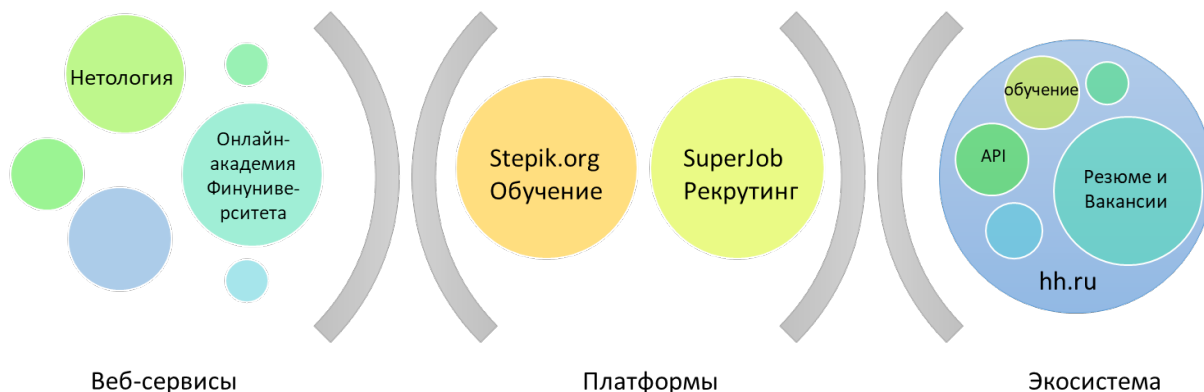 Нетология
Онлайн-
академия
Финуниве-
рситета
Веб-сервисы
Stepik.org
Обучение
SuperJob
Рекрутинг
Платформы
обучение
API
Резюме и
Вакансии
hh.ru
Экосистема